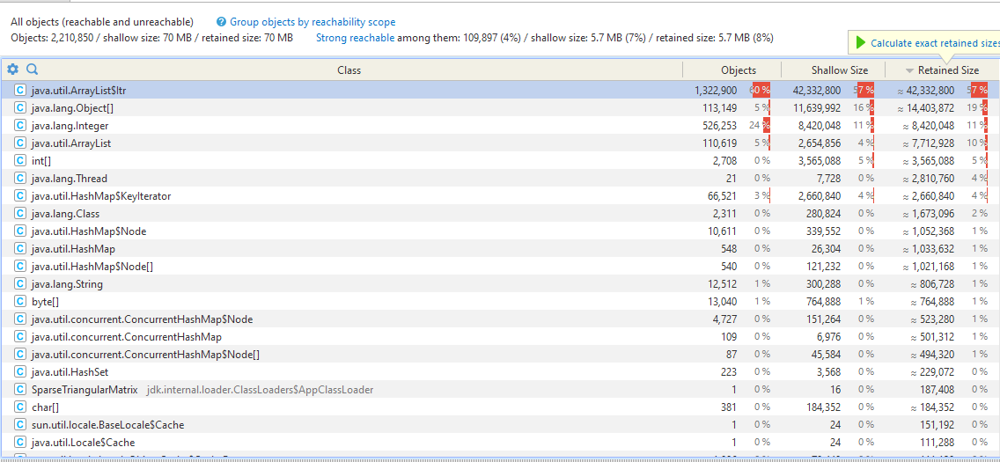 All objects (reachable and unreachable) Group objects by reachability scope
Objects: 2,210,850 / shallow size: 70 MB / retained size: 70 MB Strong reachable among them: 109,897 (4%) / shallow size: 5.7 MB (7%) / retained size: 5.7 MB (8%)
Calculate exact retained sizes
Class Objects Shallow Size Retained Size
java.util.ArrayList$Itr 1,322,900 60 % 42,332,800 57 % ≈ 42,332,800 57 %
java.lang.Object[] 113,149 5 % 11,639,992 16 % ≈ 14,403,872 19 %
java.lang.Integer 526,253 24 % 8,420,048 11 % ≈ 8,420,048 11 %
java.util.ArrayList 110,619 5 % 2,654,856 4 % ≈ 7,712,928 10 %
int[] 2,708 0 % 3,565,088 5 % ≈ 3,565,088 5 %
java.lang.Thread 21 0 % 7,728 0 % ≈ 2,810,760 4 %
java.util.HashMap$KeyIterator 66,521 3 % 2,660,840 4 % ≈ 2,660,840 4 %
java.lang.Class 2,311 0 % 280,824 0 % ≈ 1,673,096 2 %
java.util.HashMap$Node 10,611 0 % 339,552 0 % ≈ 1,052,368 1 %
java.util.HashMap 548 0 % 26,304 0 % ≈ 1,033,632 1 %
java.util.HashMap$Node[] 540 0 % 121,232 0 % ≈ 1,021,168 1 %
java.lang.String 12,512 1 % 300,288 0 % ≈ 806,728 1 %
byte[] 13,040 1 % 764,888 1 % ≈ 764,888 1 %
java.util.concurrent.ConcurrentHashMap$Node 4,727 0 % 151,264 0 % ≈ 523,280 1 %
java.util.concurrent.ConcurrentHashMap 109 0 % 6,976 0 % ≈ 501,312 1 %
java.util.concurrent.ConcurrentHashMap$Node[] 87 0 % 45,584 0 % ≈ 494,320 1 %
java.util.HashSet 223 0 % 3,568 0 % ≈ 229,072 0 %
SparseTriangularMatrix jdk.internal.loader.ClassLoaders$AppClassLoader 1 0 % 16 0 % 187,408 0 %
char[] 381 0 % 184,352 0 % ≈ 184,352 0 %
sun.util.locale.BaseLocale$Cache 1 0 % 24 0 % 151,192 0 %
java.util.Locale$Cache 1 0 % 24 0 % 111,288 0 %